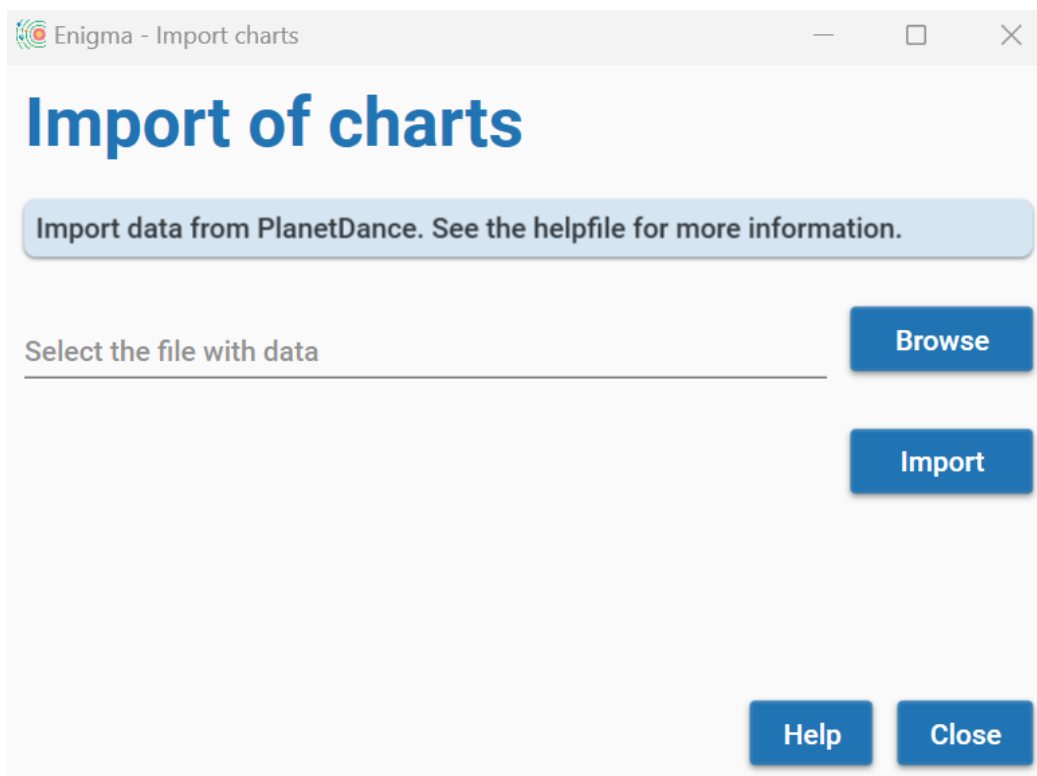 Enigma - Import charts
Import of charts
Import data from PlanetDance. See the helpfile for more information.
Select the file with data
Browse
Import
Help
Close